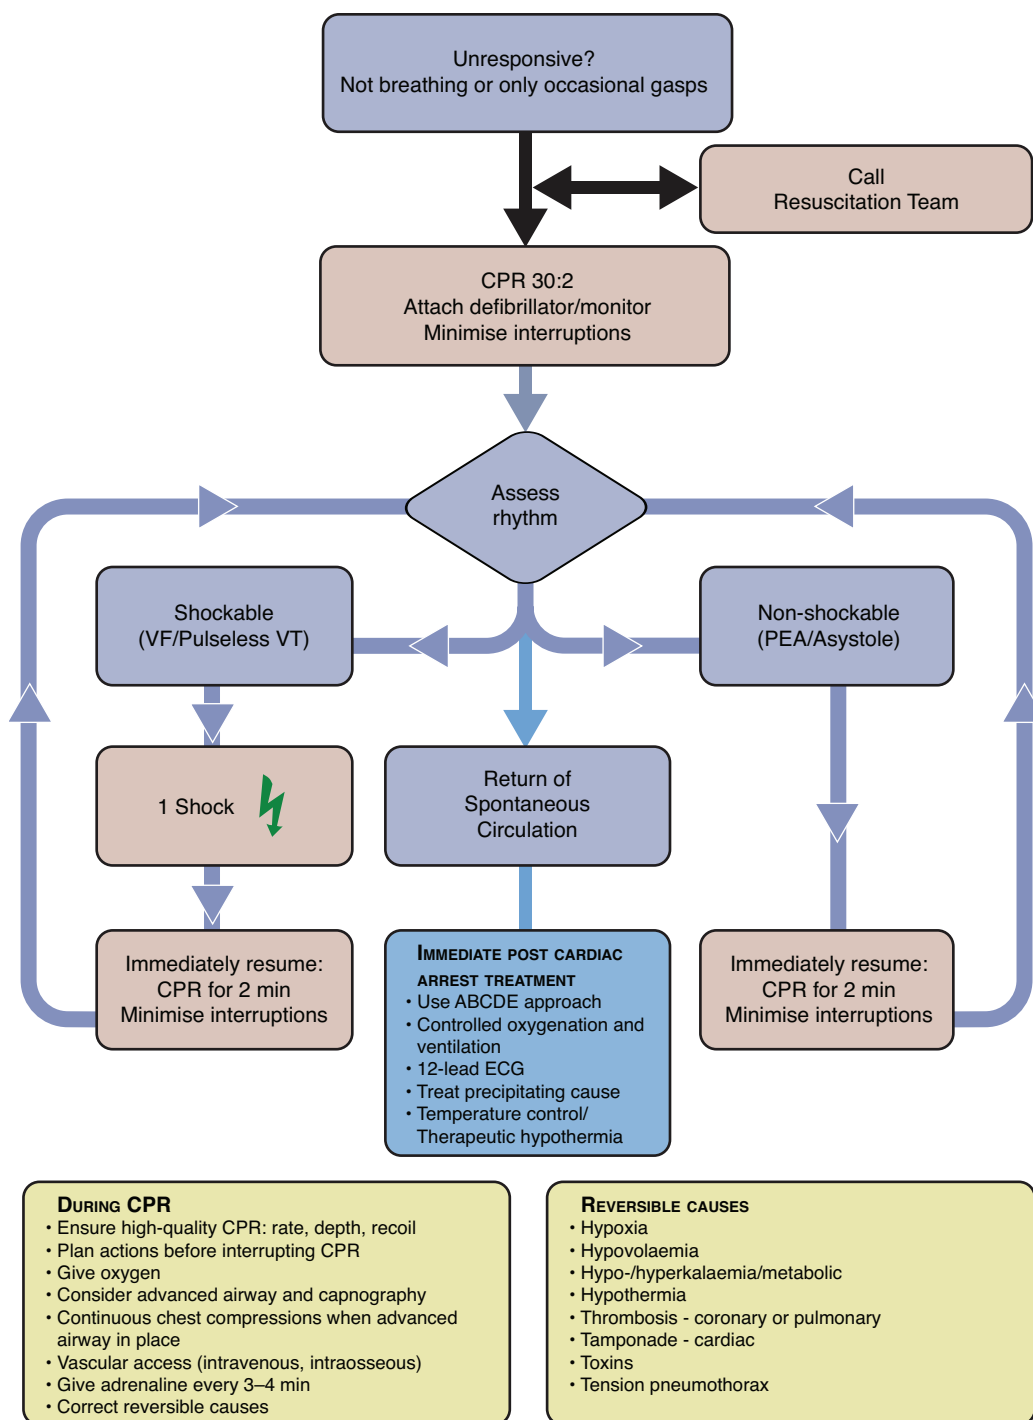 Unresponsive?
Not breathing or only occasional gasps
Call
Resuscitation Team
CPR 30:2
Attach defibrillator/monitor
Minimise interruptions
Assess
rhythm
Shockable
(VF/Pulseless VT)
Non-shockable
(PEA/Asystole)
1 Shock
Return of
Spontaneous
Circulation
Immediately resume:
CPR for 2 min
Minimise interruptions
IMMEDIATE POST CARDIAC
ARREST TREATMENT
• Use ABCDE approach
• Controlled oxygenation and
ventilation
• 12-lead ECG
• Treat precipitating cause
• Temperature control/
Therapeutic hypothermia
Immediately resume:
CPR for 2 min
Minimise interruptions
DURING CPR
• Ensure high-quality CPR: rate, depth, recoil
• Plan actions before interrupting CPR
• Give oxygen
• Consider advanced airway and capnography
• Continuous chest compressions when advanced
airway in place
• Vascular access (intravenous, intraosseous)
• Give adrenaline every 3–4 min
• Correct reversible causes
REVERSIBLE CAUSES
• Hypoxia
• Hypovolaemia
• Hypo-/hyperkalaemia/metabolic
• Hypothermia
• Thrombosis - coronary or pulmonary
• Tamponade - cardiac
• Toxins
• Tension pneumothorax